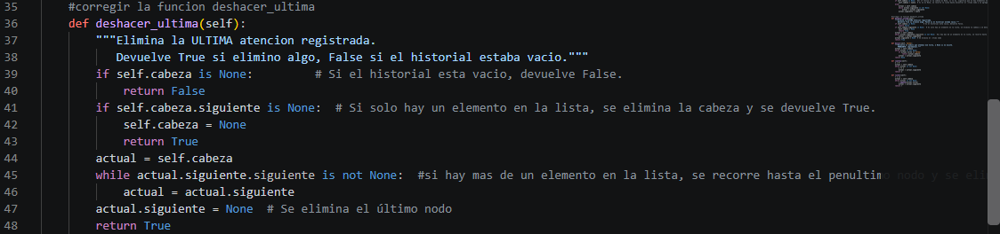 35 #corregir la funcion deshacer_ultima
36 def deshacer_ultima(self):
37 """Elimina la ULTIMA atencion registrada.
38 Devuelve True si elimino algo, False si el historial estaba vacio."""
39 if self.cabeza is None: # Si el historial esta vacio, devuelve False.
40 return False
41 if self.cabeza.siguiente is None: # Si solo hay un elemento en la lista, se elimina la cabeza y se devuelve True.
42 self.cabeza = None
43 return True
44 actual = self.cabeza
45 while actual.siguiente.siguiente is not None: #si hay mas de un elemento en la lista, se recorre hasta el penultimo nodo y se eli
46 actual = actual.siguiente
47 actual.siguiente = None # Se elimina el último nodo
48 return True